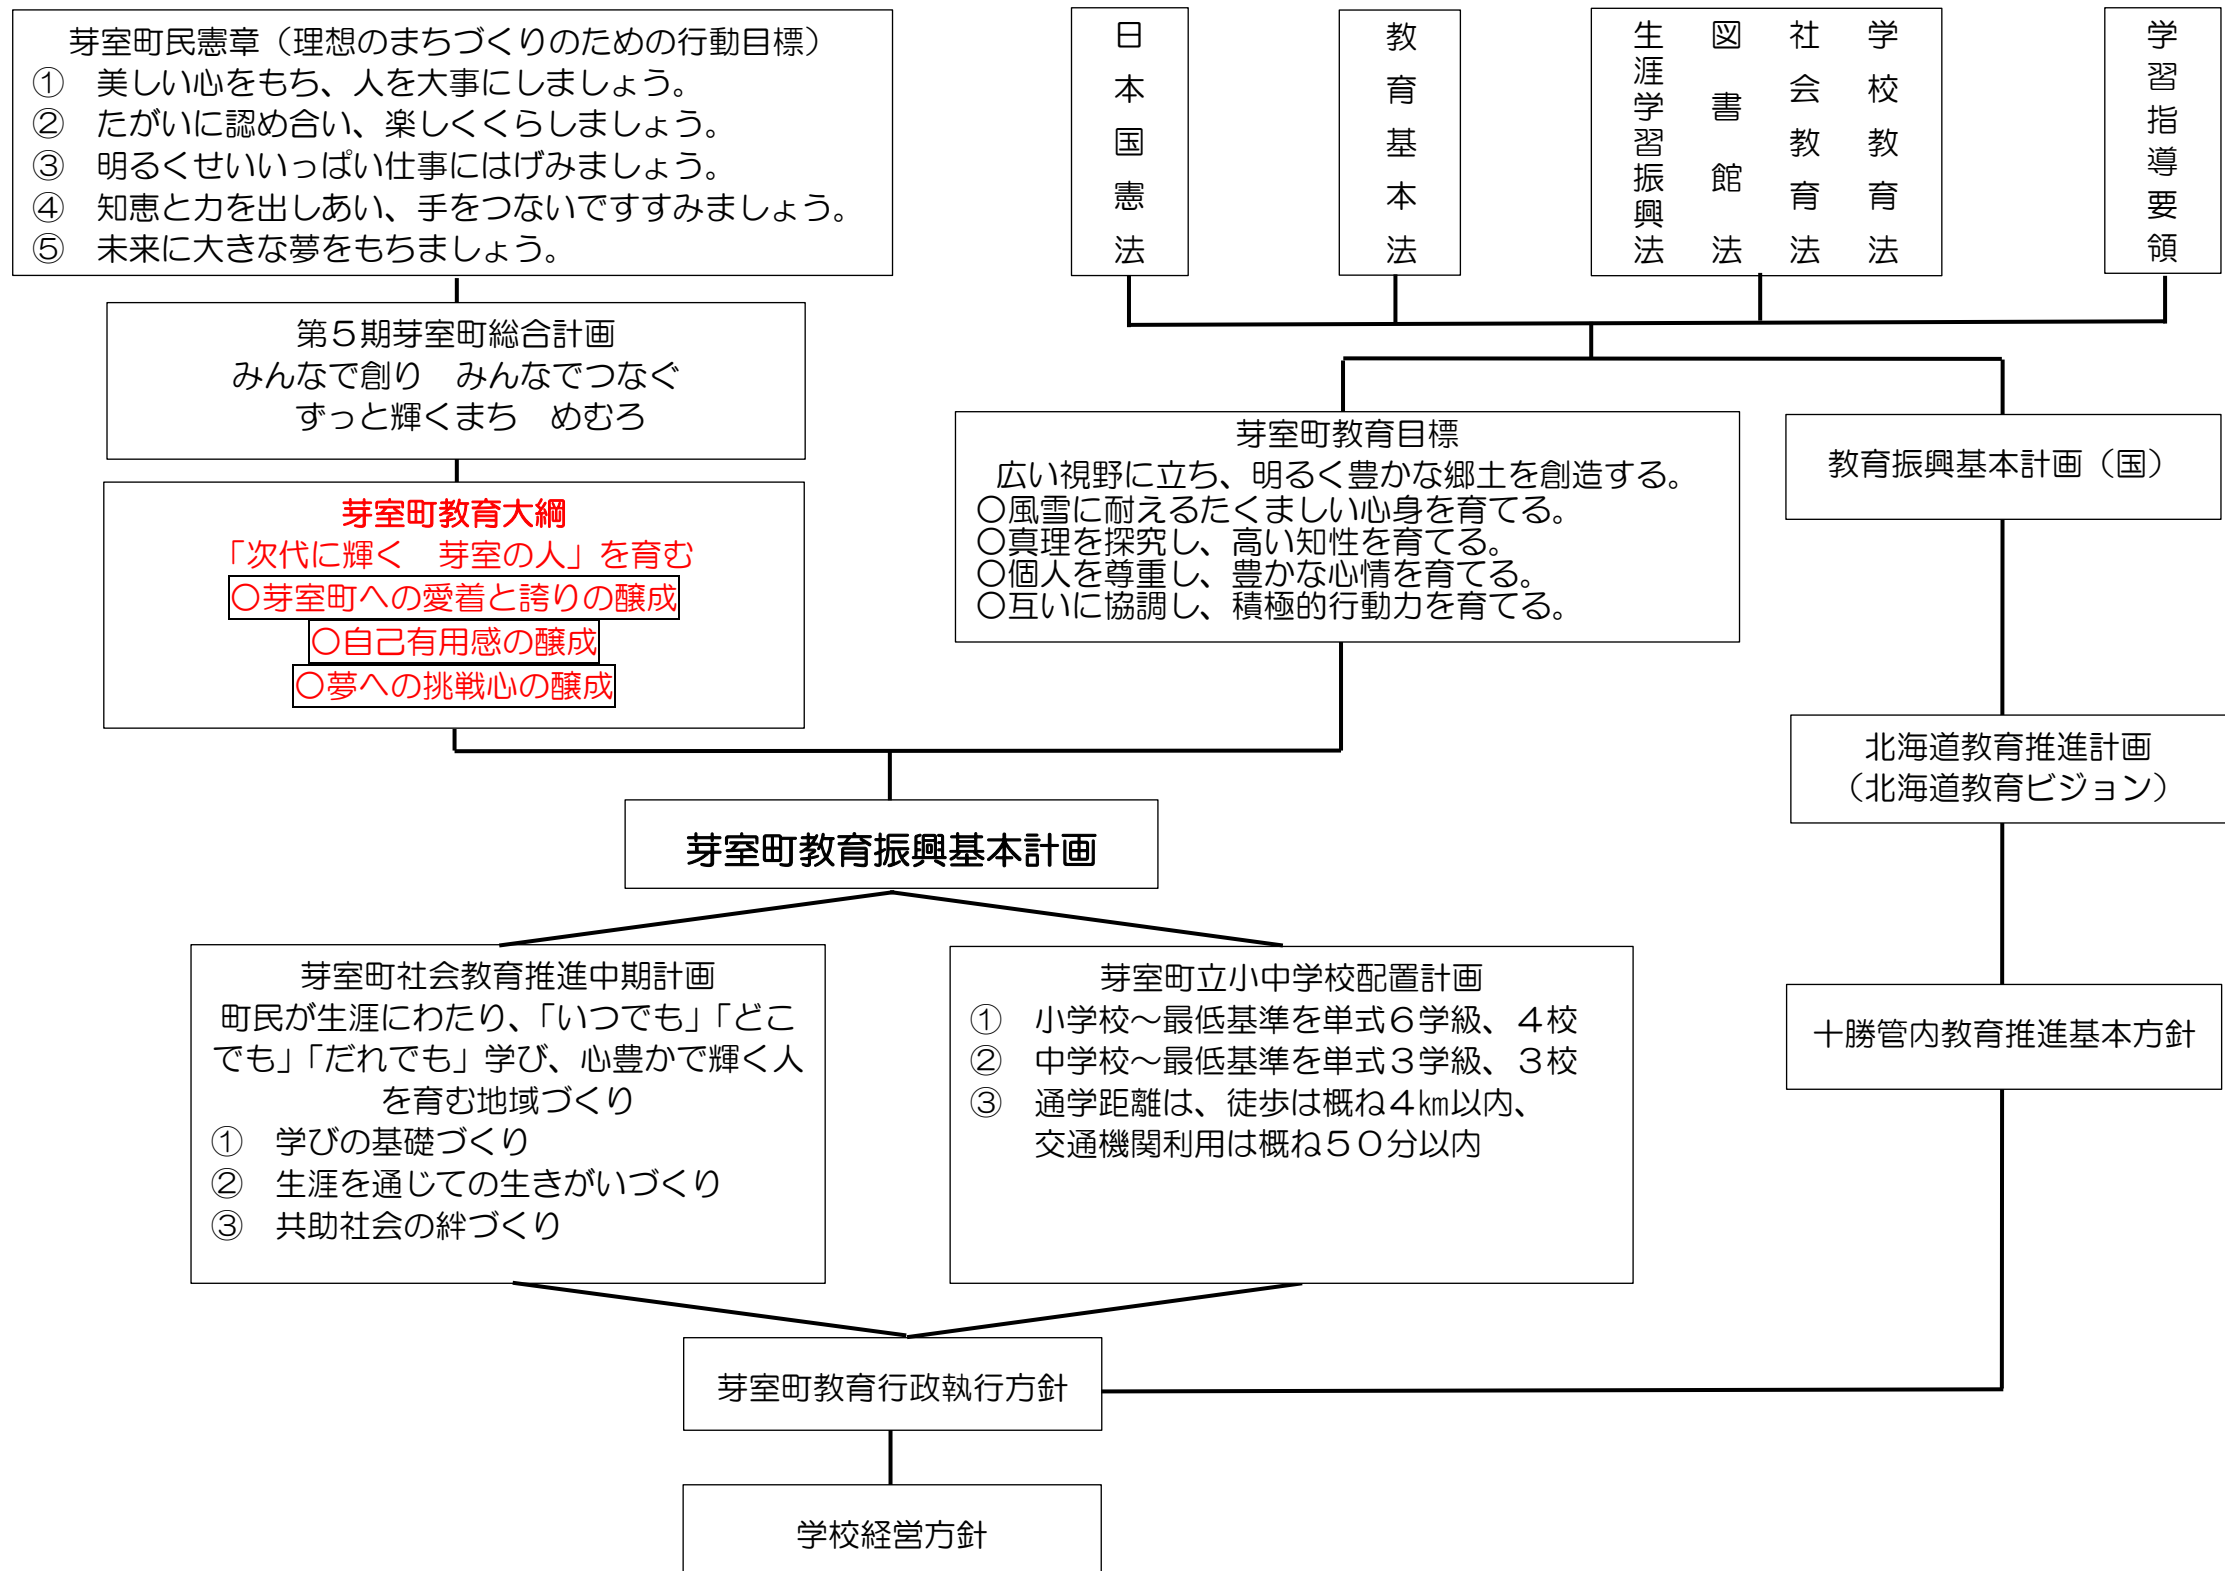 芽室町民憲章（理想のまちづくりのための行動目標）
①　美しい心をもち、人を大事にしましょう。
②　たがいに認め合い、楽しくくらしましょう。
③　明るくせいいっぱい仕事にはげみましょう。
④　知恵と力を出しあい、手をつないですすみましょう。
⑤　未来に大きな夢をもちましょう。
日本国憲法
教育基本法
学校教育法
社会教育法
図書館法
生涯学習振興法
学習指導要領
第５期芽室町総合計画
みんなで創り　みんなでつなぐ
ずっと輝くまち　めむろ
芽室町教育大綱
「次代に輝く　芽室の人」を育む
○芽室町への愛着と誇りの醸成
○自己有用感の醸成
○夢への挑戦心の醸成
芽室町教育目標
広い視野に立ち、明るく豊かな郷土を創造する。
○風雪に耐えるたくましい心身を育てる。
○真理を探究し、高い知性を育てる。
○個人を尊重し、豊かな心情を育てる。
○互いに協調し、積極的行動力を育てる。
教育振興基本計画（国）
北海道教育推進計画
（北海道教育ビジョン）
芽室町教育振興基本計画
芽室町社会教育推進中期計画
町民が生涯にわたり、「いつでも」「どこ
でも」「だれでも」学び、心豊かで輝く人
を育む地域づくり
①　学びの基礎づくり
②　生涯を通じての生きがいづくり
③　共助社会の絆づくり
芽室町立小中学校配置計画
①　小学校～最低基準を単式６学級、４校
②　中学校～最低基準を単式３学級、３校
③　通学距離は、徒歩は概ね４㎞以内、
交通機関利用は概ね５０分以内
十勝管内教育推進基本方針
芽室町教育行政執行方針
学校経営方針